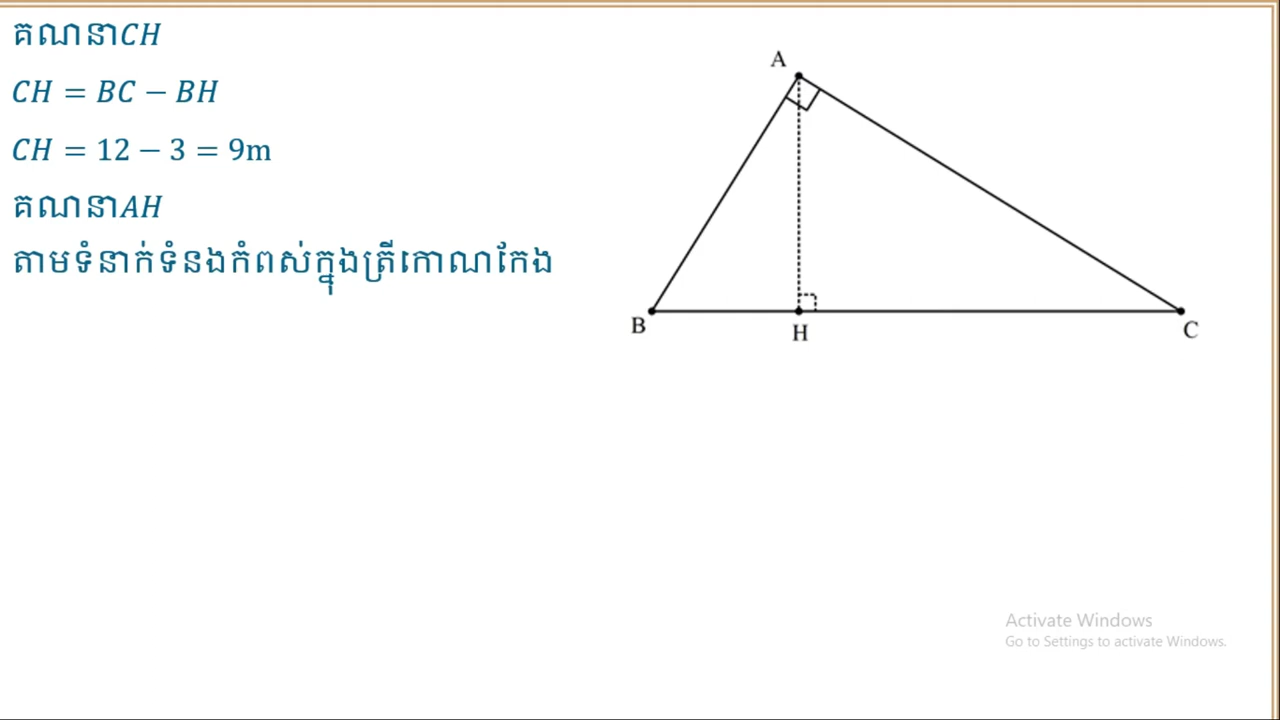 គណនាCH
CH = BC − BH
CH = 12 − 3 = 9m
គណនាAH
តាមទំនាក់ទំនងកំពស់ក្នុងត្រីកោណកែង
A
B
H
C
Activate Windows
Go to Settings to activate Windows.